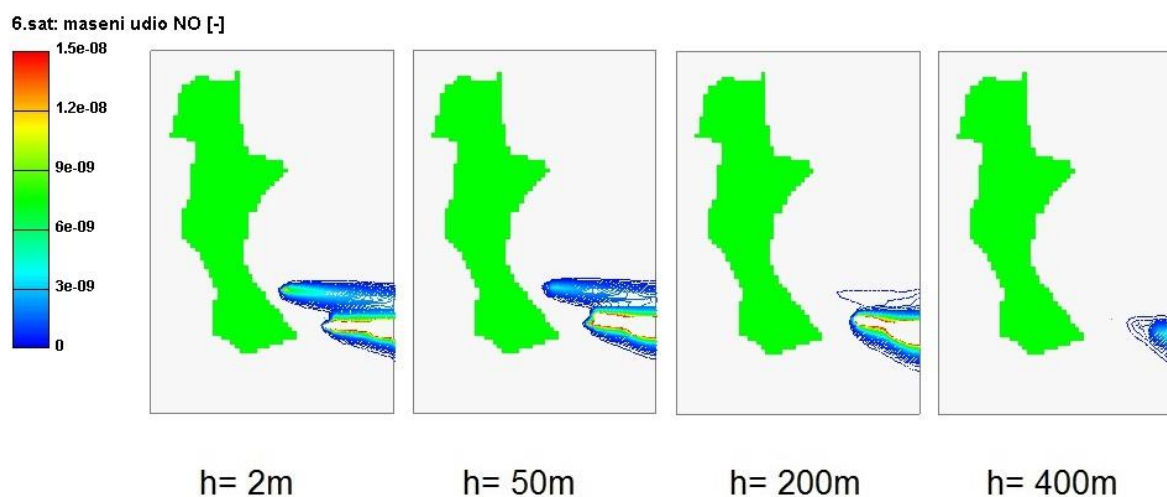 6.sat: maseni udio NO [-]
1.5e-08
1.2e-08
9e-09
6e-09
3e-09
0
h= 2m
h= 50m
h= 200m
h= 400m